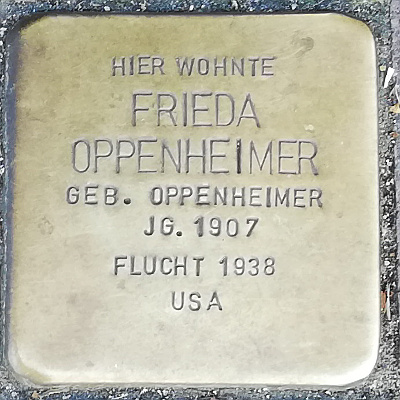 HIER WOHNTE
FRIEDA
OPPENHEIMER
GEB. OPPENHEIMER
JG. 1907
FLUCHT 1938
USA